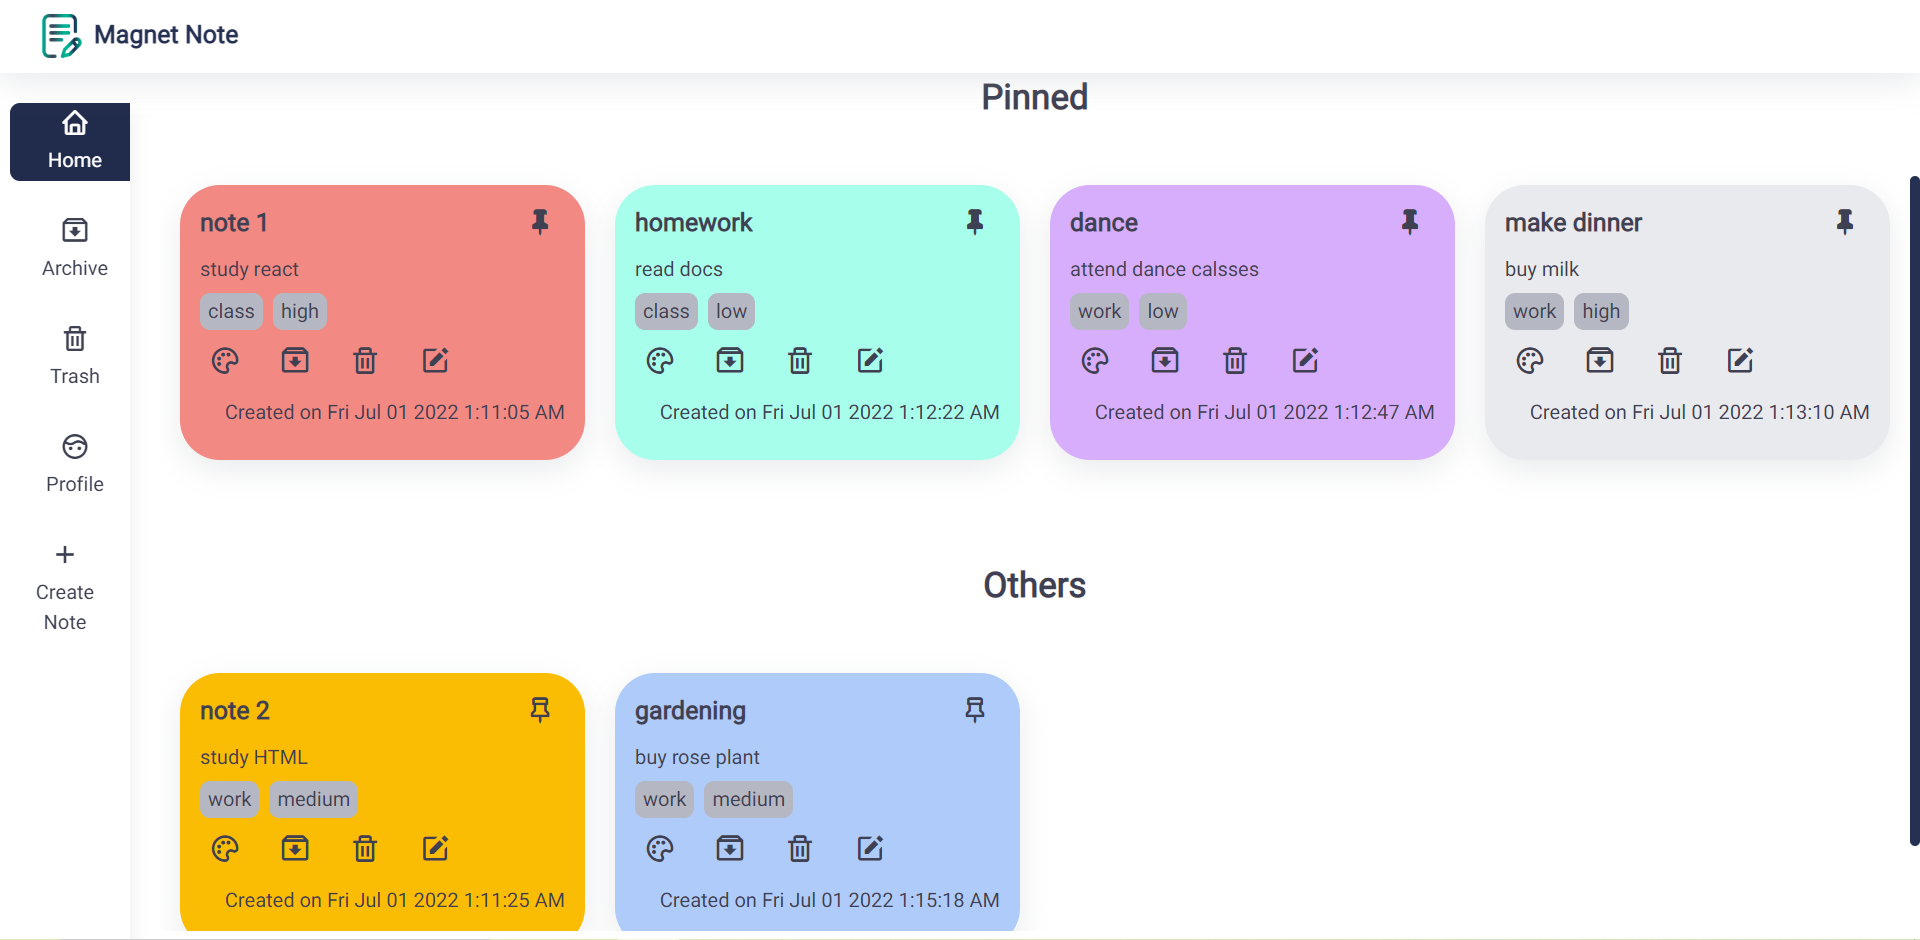 Magnet Note
Home
Archive
Trash
Profile
Create
Note
Pinned
note 1
study react
class high
Created on Fri Jul 01 2022 1:11:05 AM
homework
read docs
class low
Created on Fri Jul 01 2022 1:12:22 AM
dance
attend dance calsses
work low
Created on Fri Jul 01 2022 1:12:47 AM
make dinner
buy milk
work high
Created on Fri Jul 01 2022 1:13:10 AM
Others
note 2
study HTML
work medium
Created on Fri Jul 01 2022 1:11:25 AM
gardening
buy rose plant
work medium
Created on Fri Jul 01 2022 1:15:18 AM